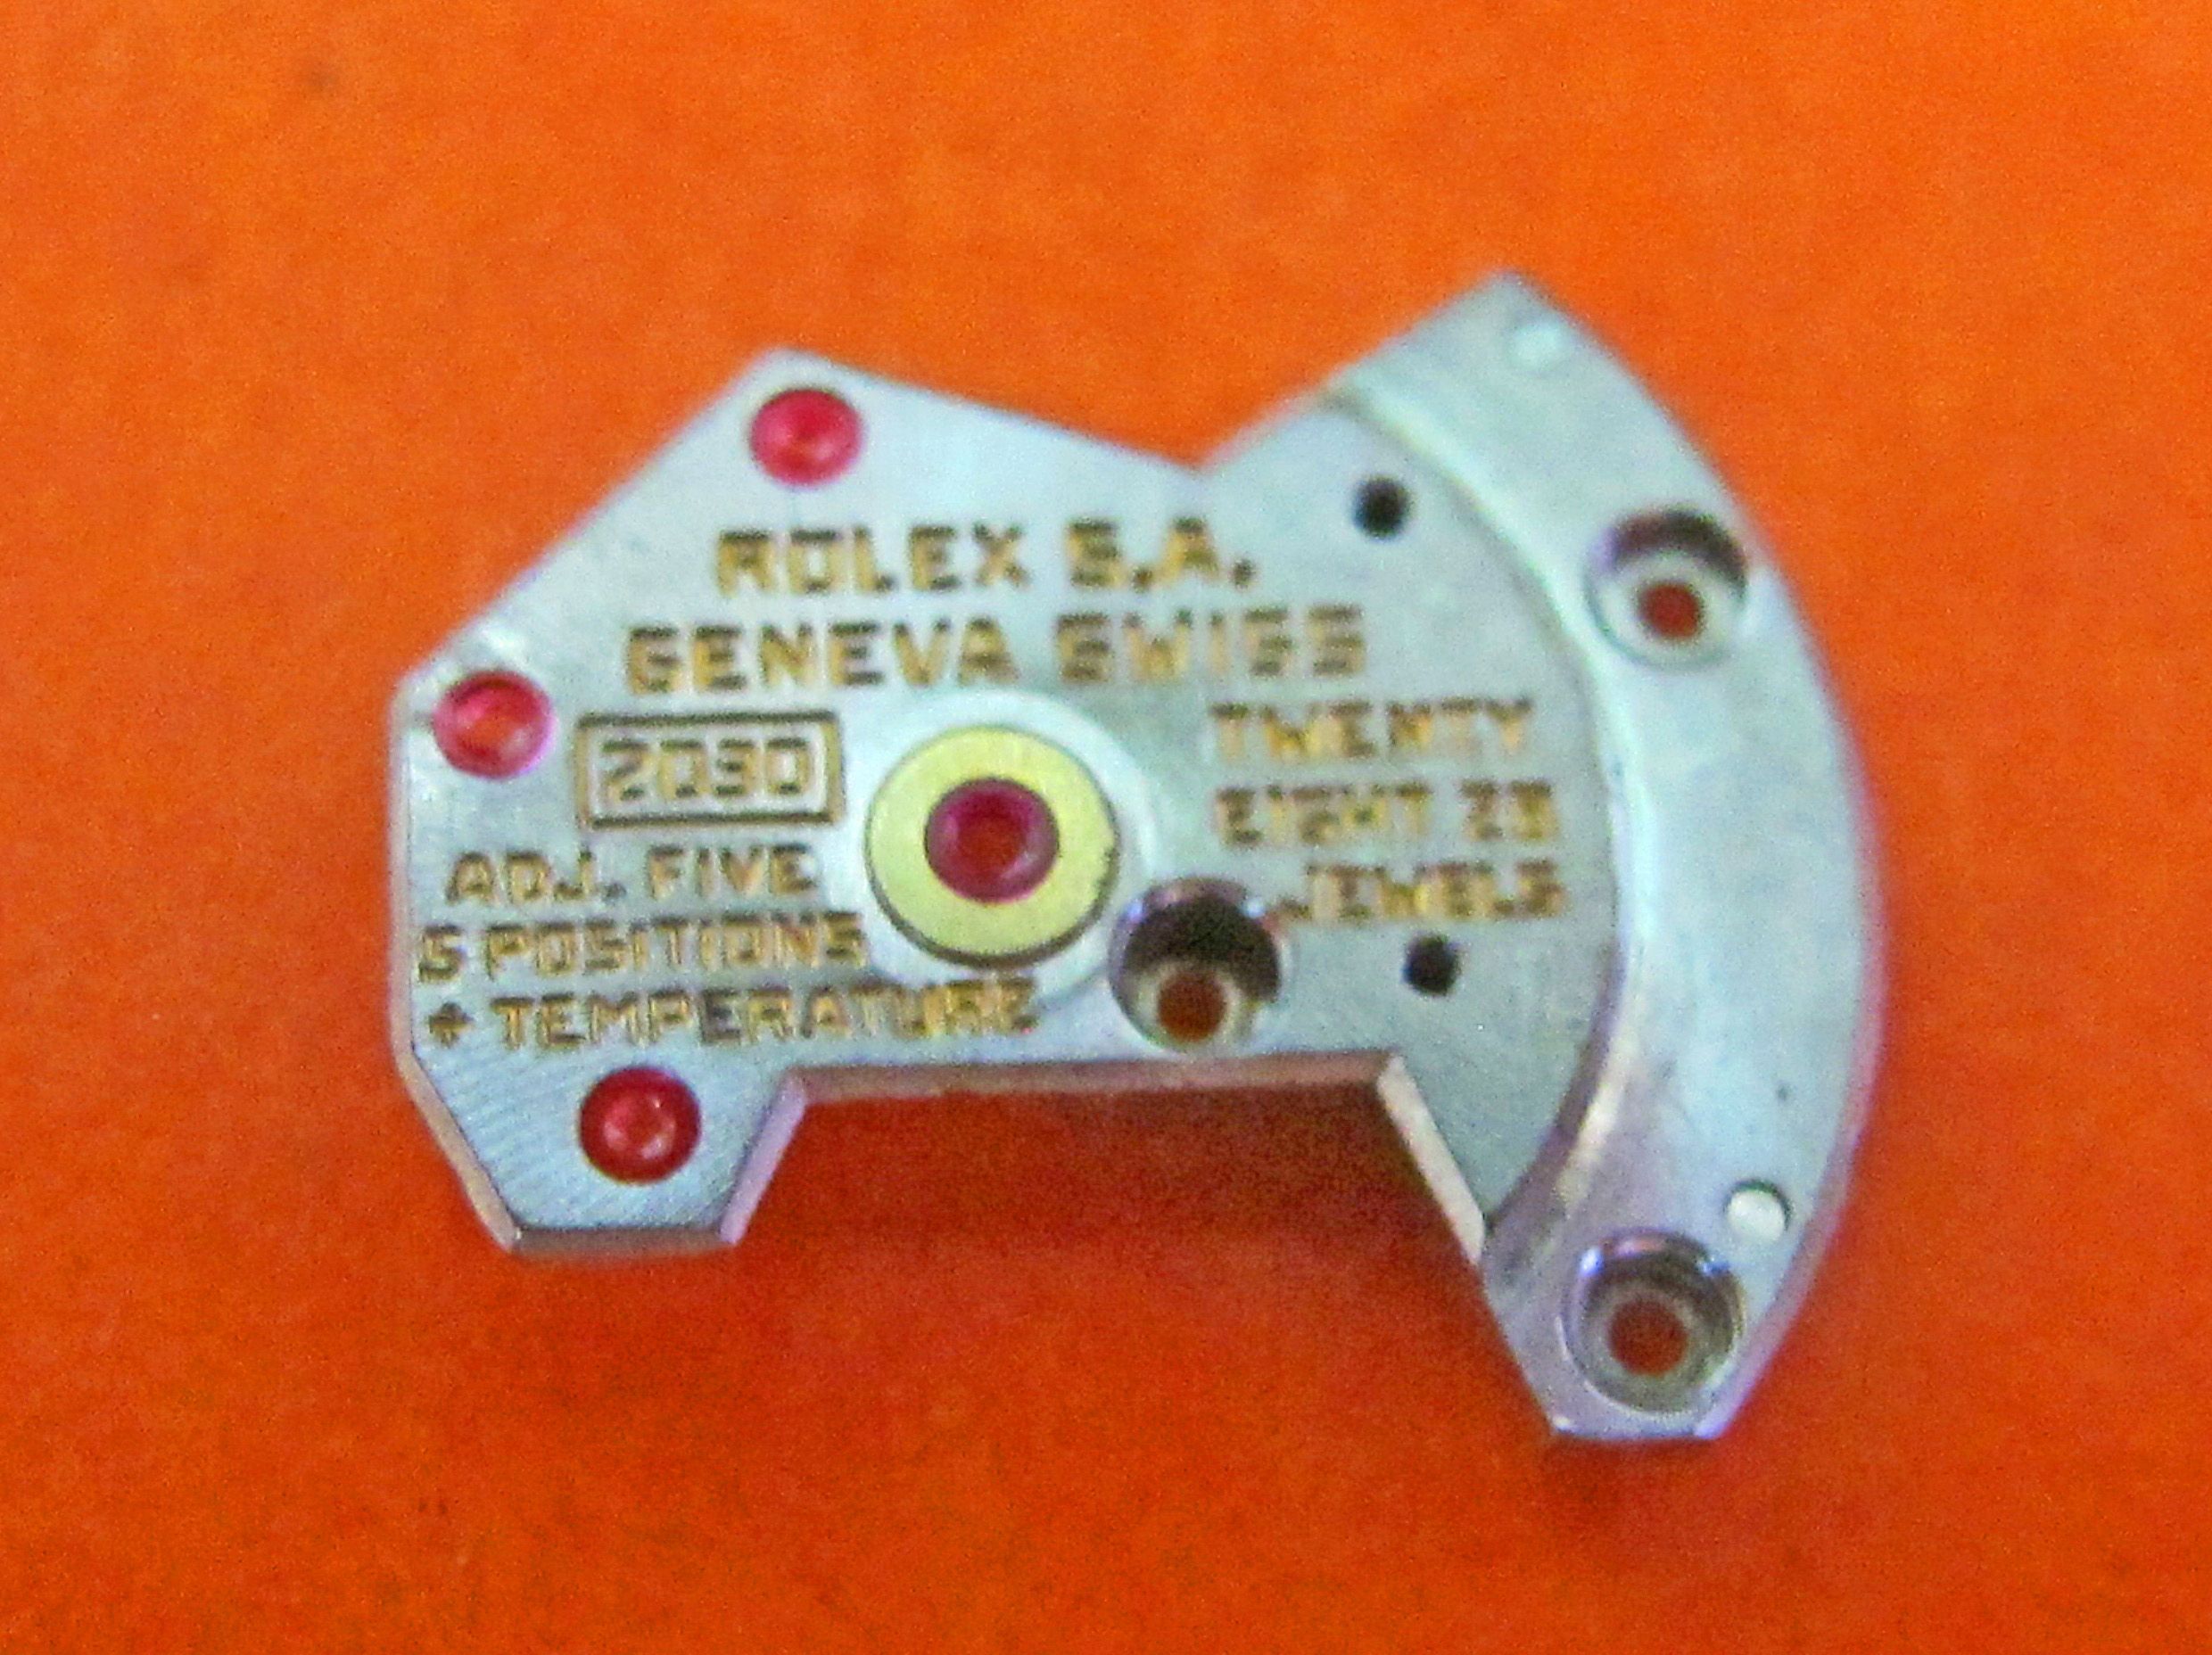 ROLEX S.A.
GENEVA SWISS
2030
TWENTY
EIGHT 28
JEWELS
ADJ. FIVE
5 POSITIONS
+ TEMPERATURE